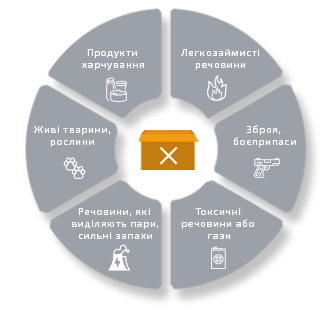 Продукти
харчування
Легкозаймисті
речовини
Живі тварини,
рослини
Зброя,
боєприпаси
Речовини, які
виділяють пари,
сильні запахи
Токсичні
речовини або
гази